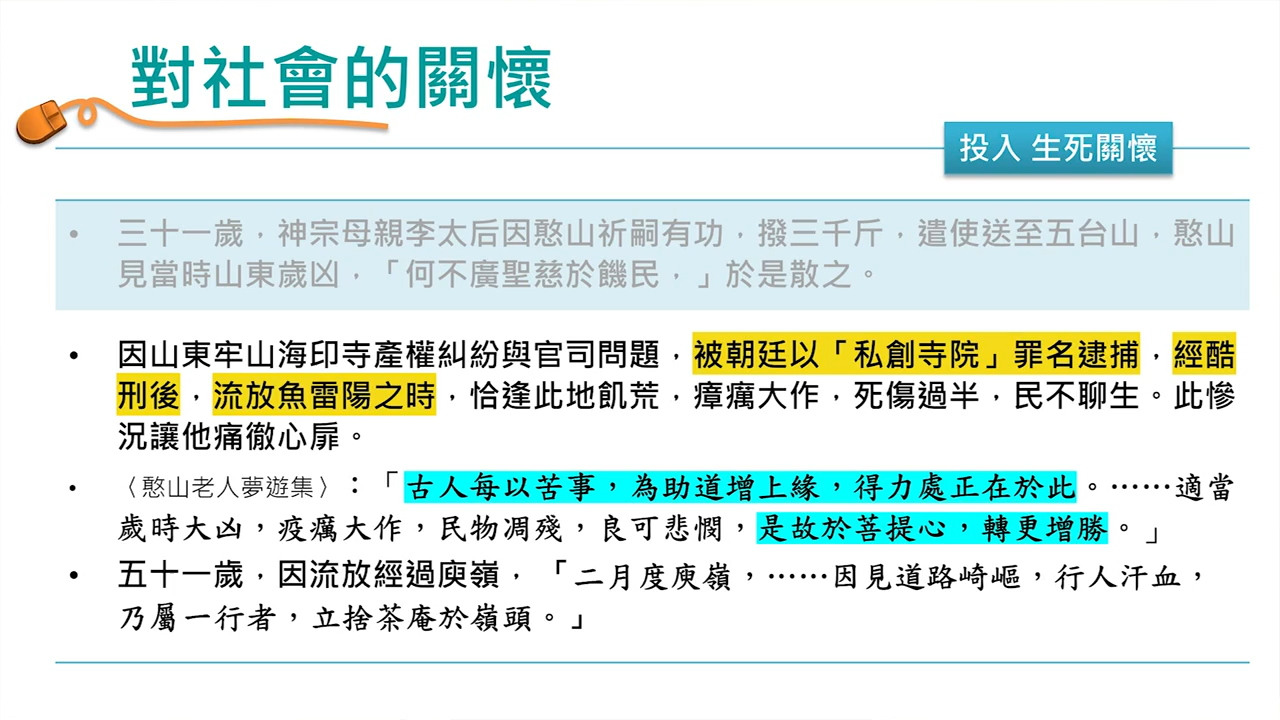 對社會的關懷
投入 生死關懷
• 三十一歲，神宗母親李太后因憨山祈嗣有功，撥三千斤，遣使送至五台山，憨山
見當時山東歲凶，「何不廣聖慈於饑民，」於是散之。
• 因山東牢山海印寺產權糾紛與官司問題，被朝廷以「私創寺院」罪名逮捕，經酷
刑後，流放魚雷陽之時，恰逢此地飢荒，瘴癘大作，死傷過半，民不聊生。此慘
況讓他痛徹心扉。
• 〈憨山老人夢遊集〉：「古人每以苦事，為助道增上緣，得力處正在於此。……適當
歲時大凶，疫癘大作，民物凋殘，良可悲憫，是故於菩提心，轉更增勝。」
• 五十一歲，因流放經過庾嶺，「二月度庾嶺，……因見道路崎嶇，行人汗血，
乃屬一行者，立捨茶庵於嶺頭。」